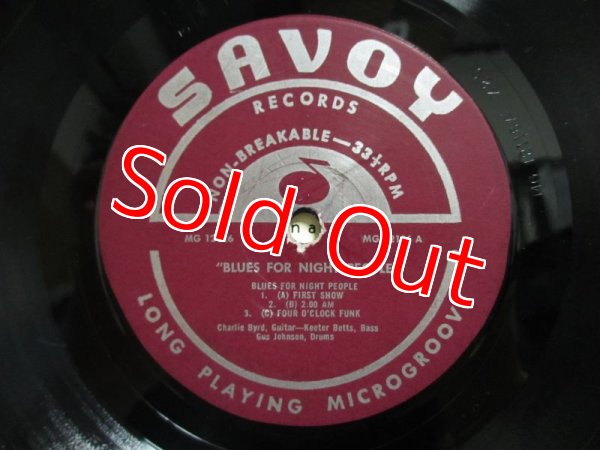 SAVOY
RECORDS
NON-BREAKABLE—33⅓ RPM
Sold Out
"BLUES FOR NIGHT PEOPLE
BLUES FOR NIGHT PEOPLE
1. (A) FIRST SHOW
2. (B) 2:00 AM
3. (C) FOUR O'CLOCK FUNK
Charlie Byrd, Guitar—Keeter Betts, Bass
Gus Johnson, Drums
LONG PLAYING MICROGROOVE